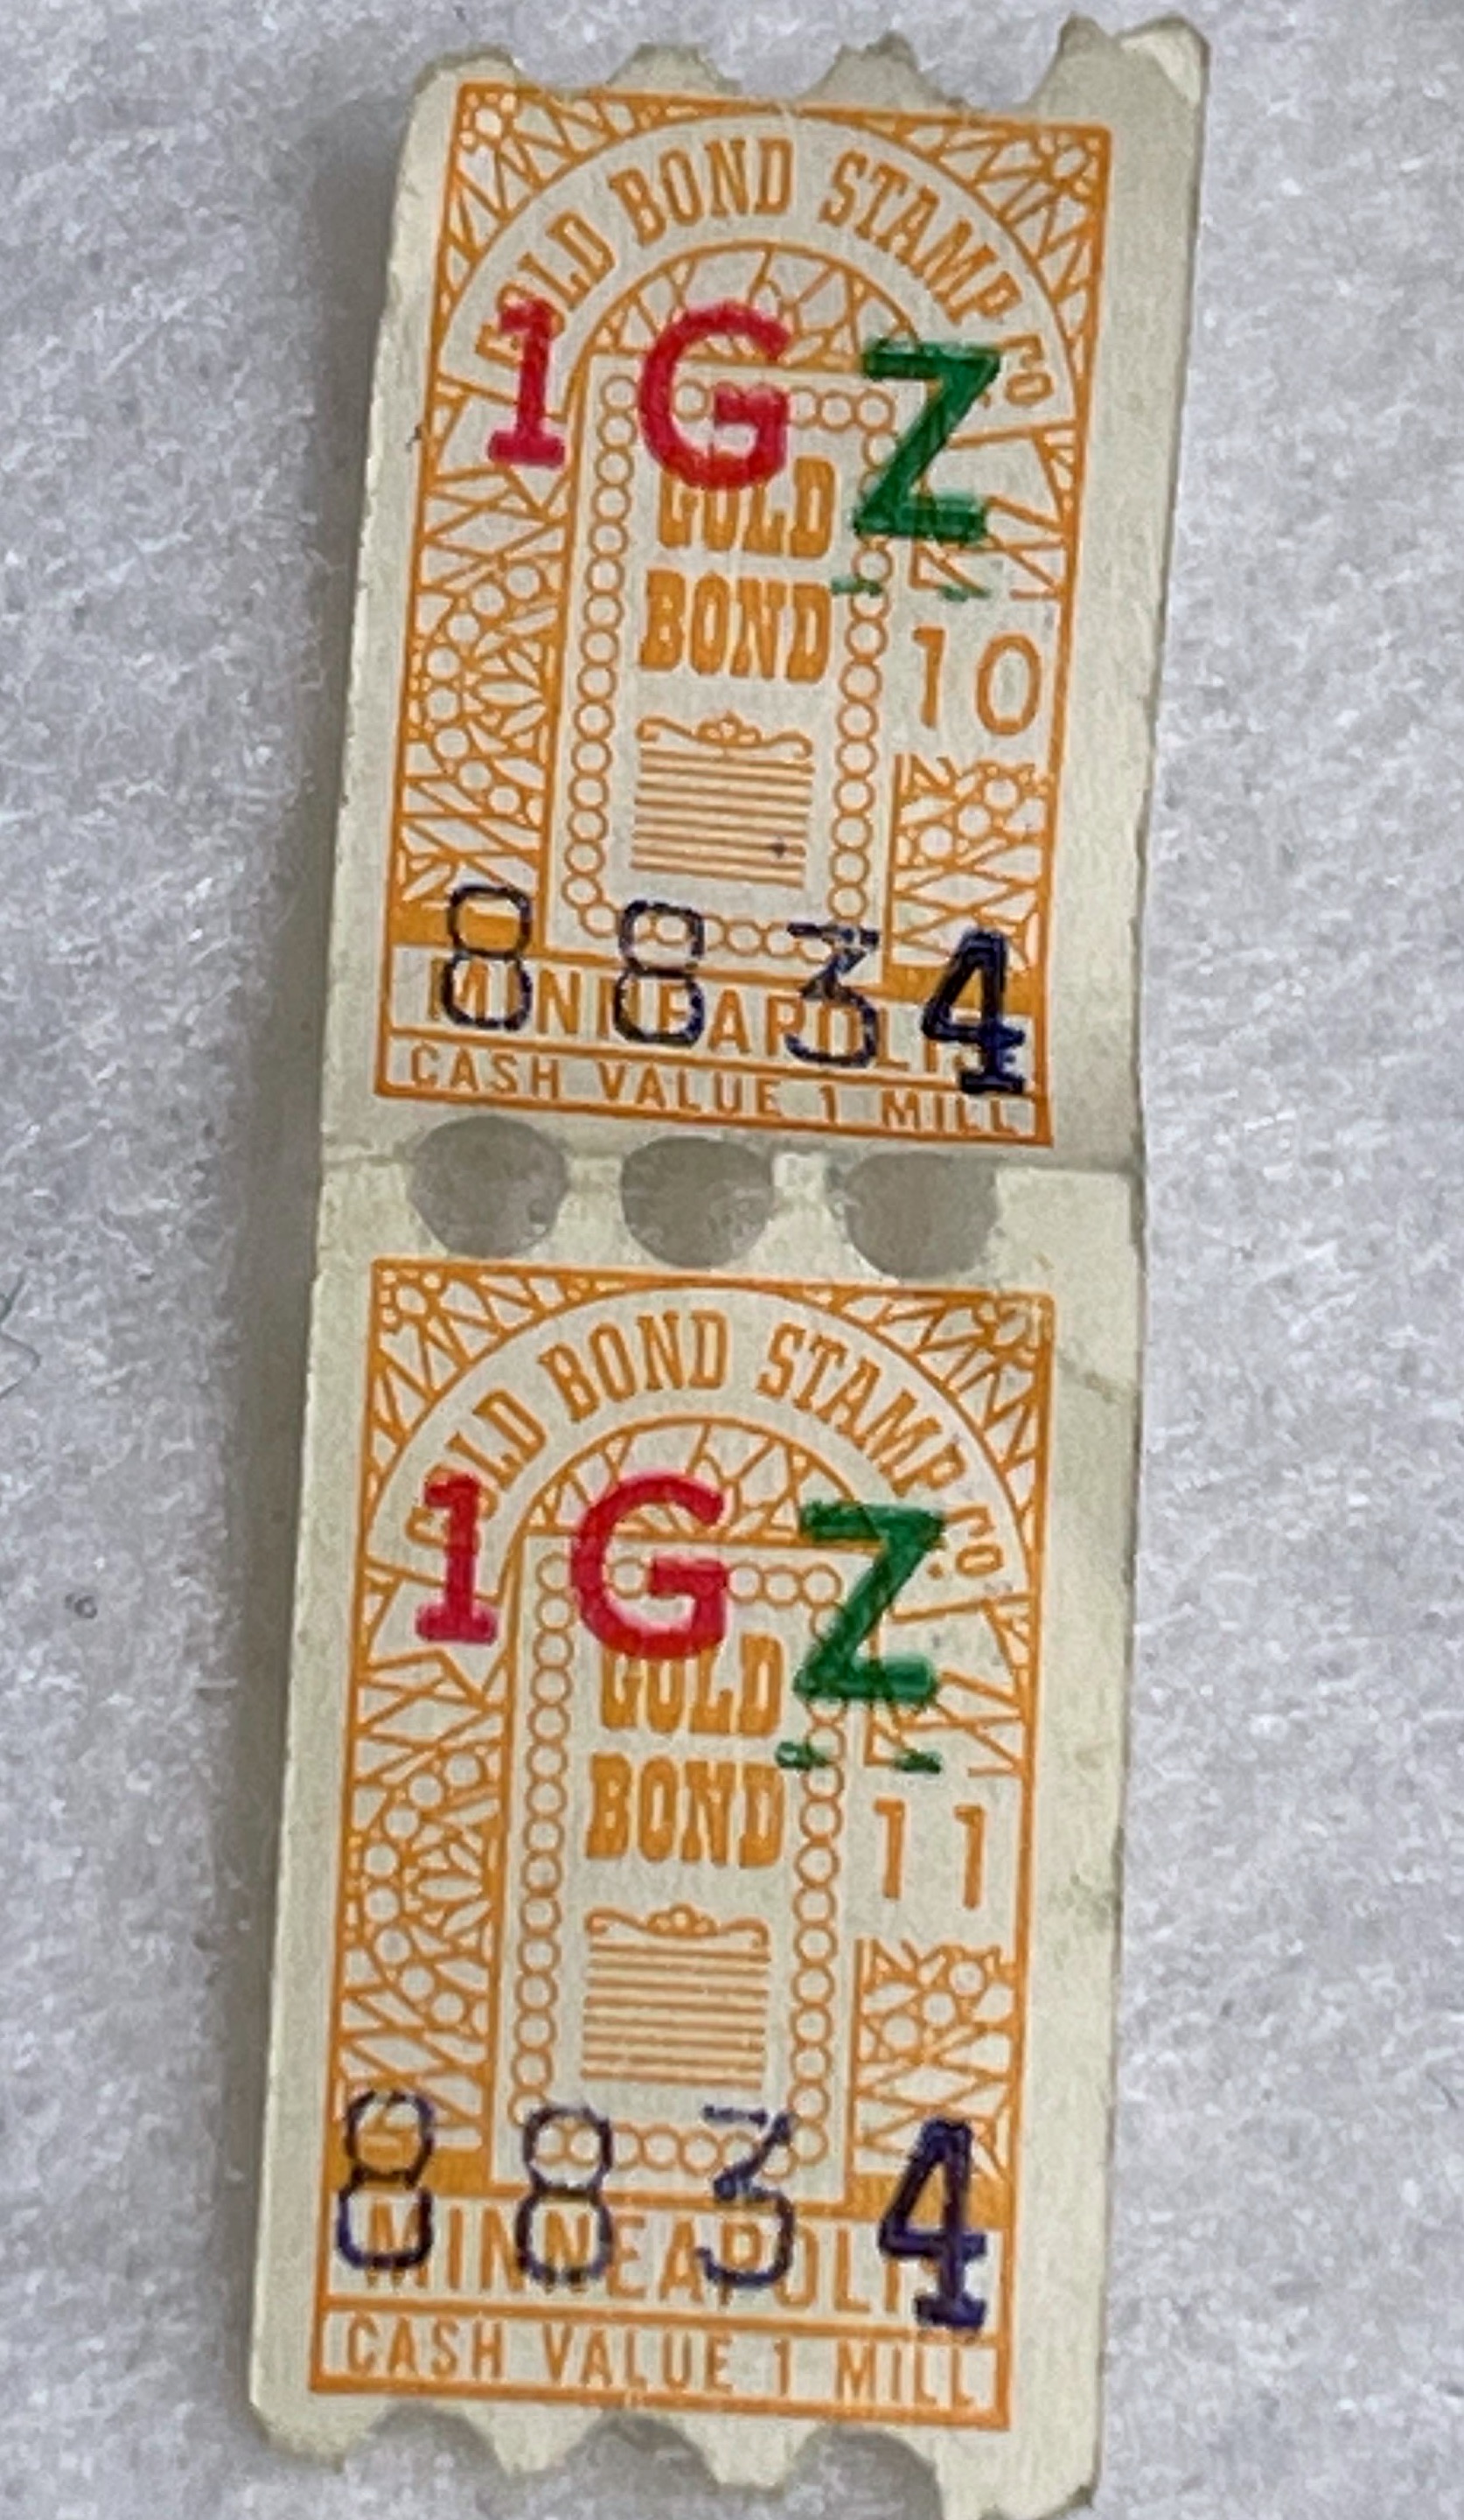 GOLD BOND STAMP CO.
1GZ
GOLD
BOND
10
8834
MINNEAPOLIS
CASH VALUE 1 MILL
GOLD BOND STAMP CO.
1GZ
GOLD
BOND
11
8834
MINNEAPOLIS
CASH VALUE 1 MILL